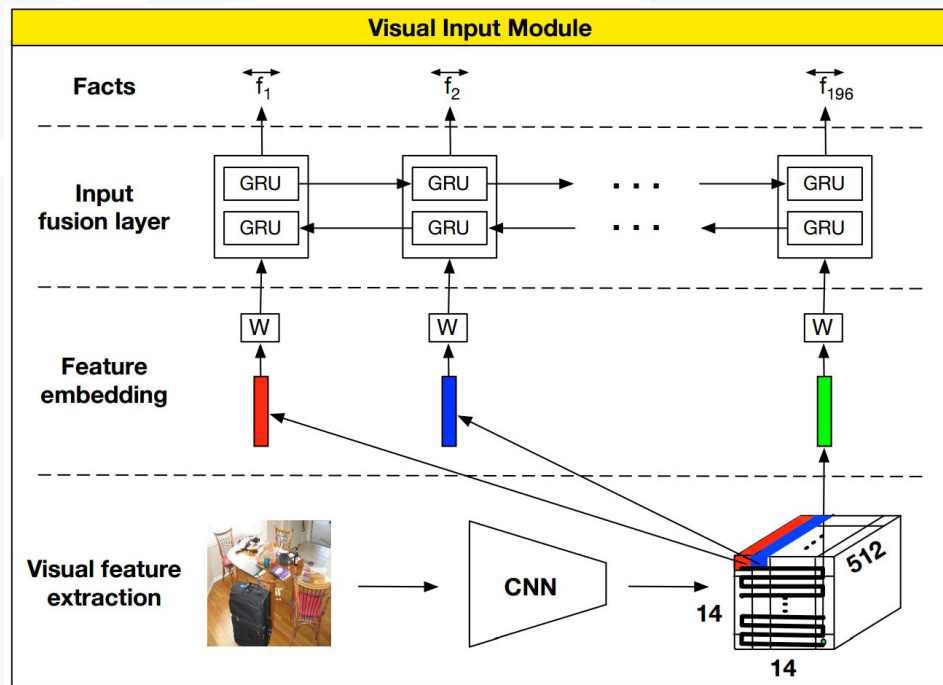 Visual Input Module
Facts
f1
f2
f196
Input
fusion layer
GRU
GRU
GRU
GRU
GRU
GRU
. . .
. . .
Feature
embedding
W
W
W
Visual feature
extraction
CNN
14
14
512